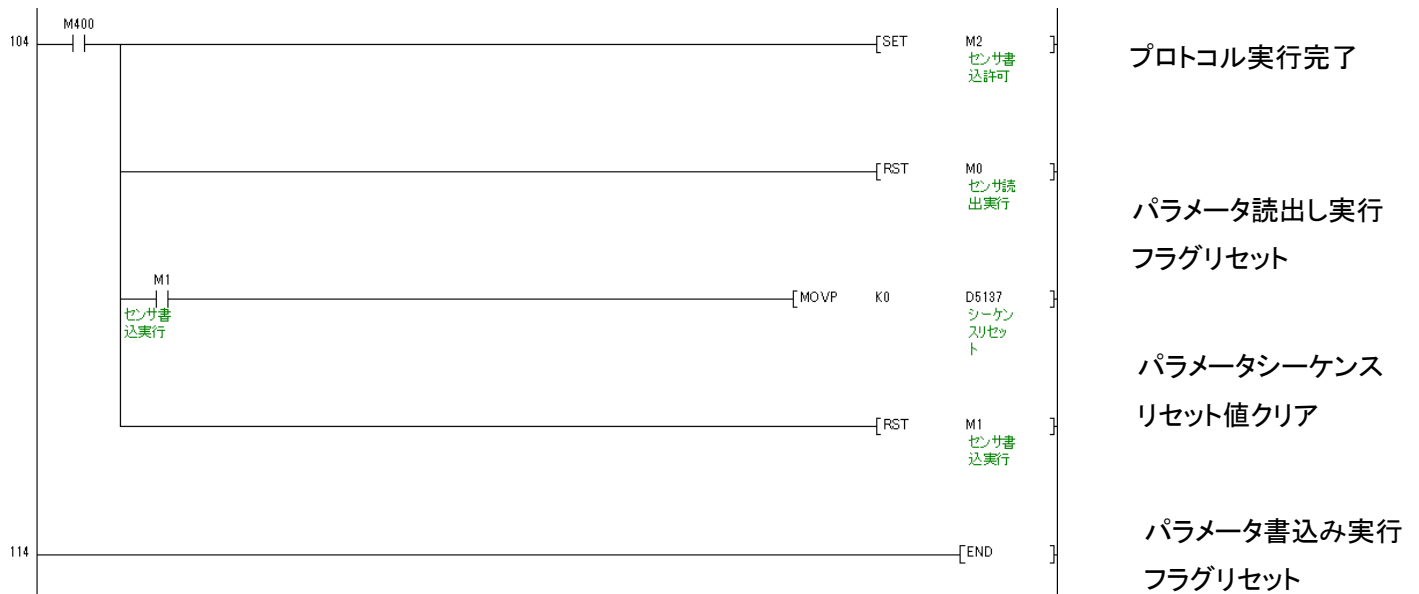 M400
104
[SET M2 ]
センサ書
込許可
プロトコル実行完了
[RST M0 ]
センサ読
出実行
パラメータ読出し実行
フラグリセット
M1
センサ書
込実行
[MOVP K0 D5137 ]
シーケン
スリセッ
ト
パラメータシーケンス
リセット値クリア
[RST M1 ]
センサ書
込実行
パラメータ書込み実行
フラグリセット
114
[END ]